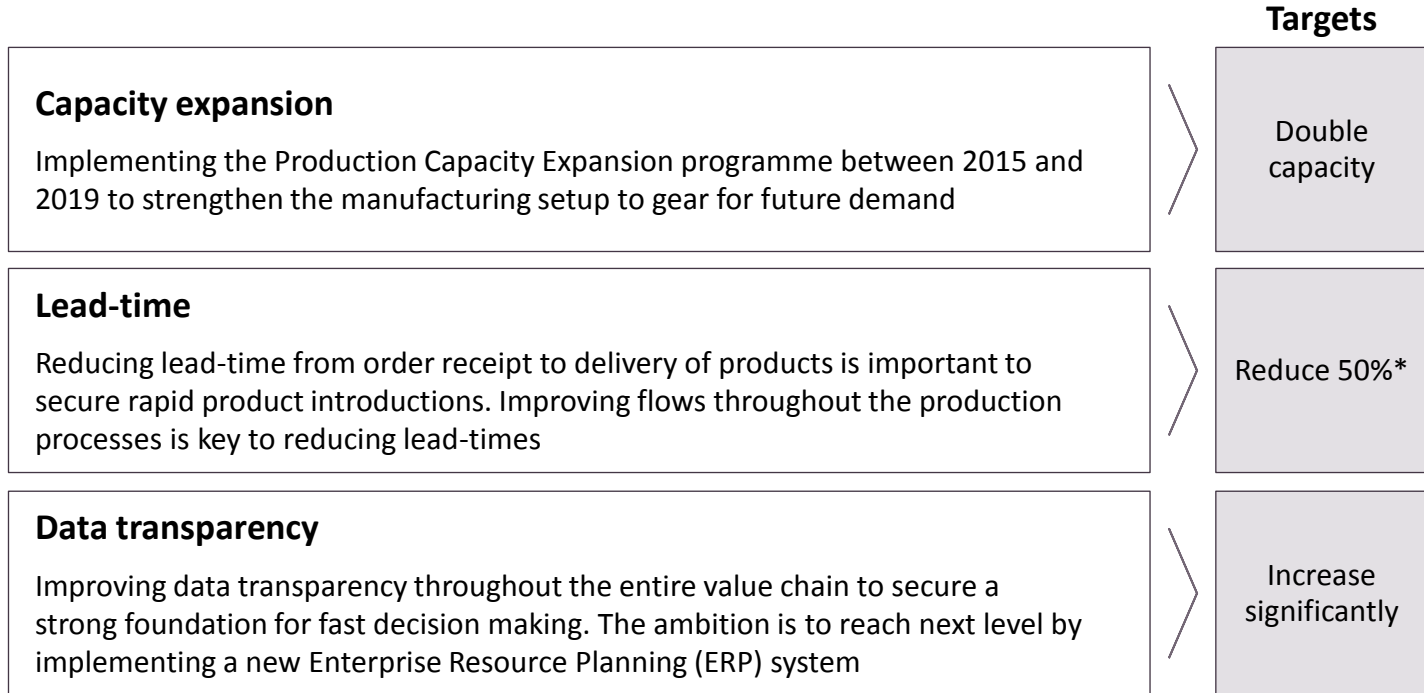 Targets
Capacity expansion
Implementing the Production Capacity Expansion programme between 2015 and
2019 to strengthen the manufacturing setup to gear for future demand
Double
capacity
Lead-time
Reducing lead-time from order receipt to delivery of products is important to
secure rapid product introductions. Improving flows throughout the production
processes is key to reducing lead-times
Reduce 50%*
Data transparency
Improving data transparency throughout the entire value chain to secure a
strong foundation for fast decision making. The ambition is to reach next level by
implementing a new Enterprise Resource Planning (ERP) system
Increase
significantly